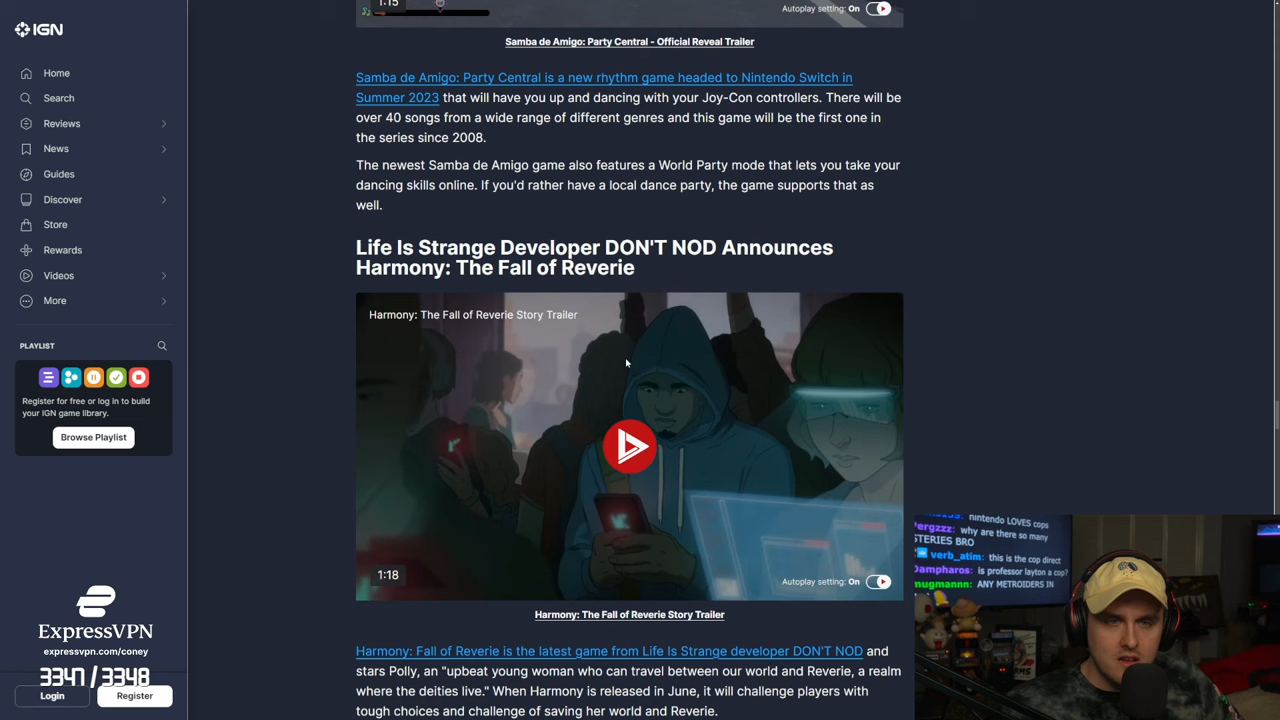 IGN
Home
Search
Reviews
News
Guides
Discover
Store
Rewards
Videos
More
PLAYLIST
Register for free or log in to build
your IGN game library.
Browse Playlist
ExpressVPN
expressvpn.com/coney
3347 / 3348
Login
Register
1:15
Autoplay setting: On
Samba de Amigo: Party Central - Official Reveal Trailer
Samba de Amigo: Party Central is a new rhythm game headed to Nintendo Switch in
Summer 2023 that will have you up and dancing with your Joy-Con controllers. There will be
over 40 songs from a wide range of different genres and this game will be the first one in
the series since 2008.
The newest Samba de Amigo game also features a World Party mode that lets you take your
dancing skills online. If you'd rather have a local dance party, the game supports that as
well.
Life Is Strange Developer DON'T NOD Announces
Harmony: The Fall of Reverie
Harmony: The Fall of Reverie Story Trailer
1:18
Autoplay setting: On
Harmony: The Fall of Reverie Story Trailer
Harmony: Fall of Reverie is the latest game from Life Is Strange developer DON'T NOD and
stars Polly, an "upbeat young woman who can travel between our world and Reverie, a realm
where the deities live." When Harmony is released in June, it will challenge players with
tough choices and challenge of saving her world and Reverie.
nintendo LOVES cops
Pergzzz: why are there so many
STERIES BRO
verb_atim: this is the cop direct
Dampharos: is professor layton a cop?
mugmannn: ANY METROIDERS IN